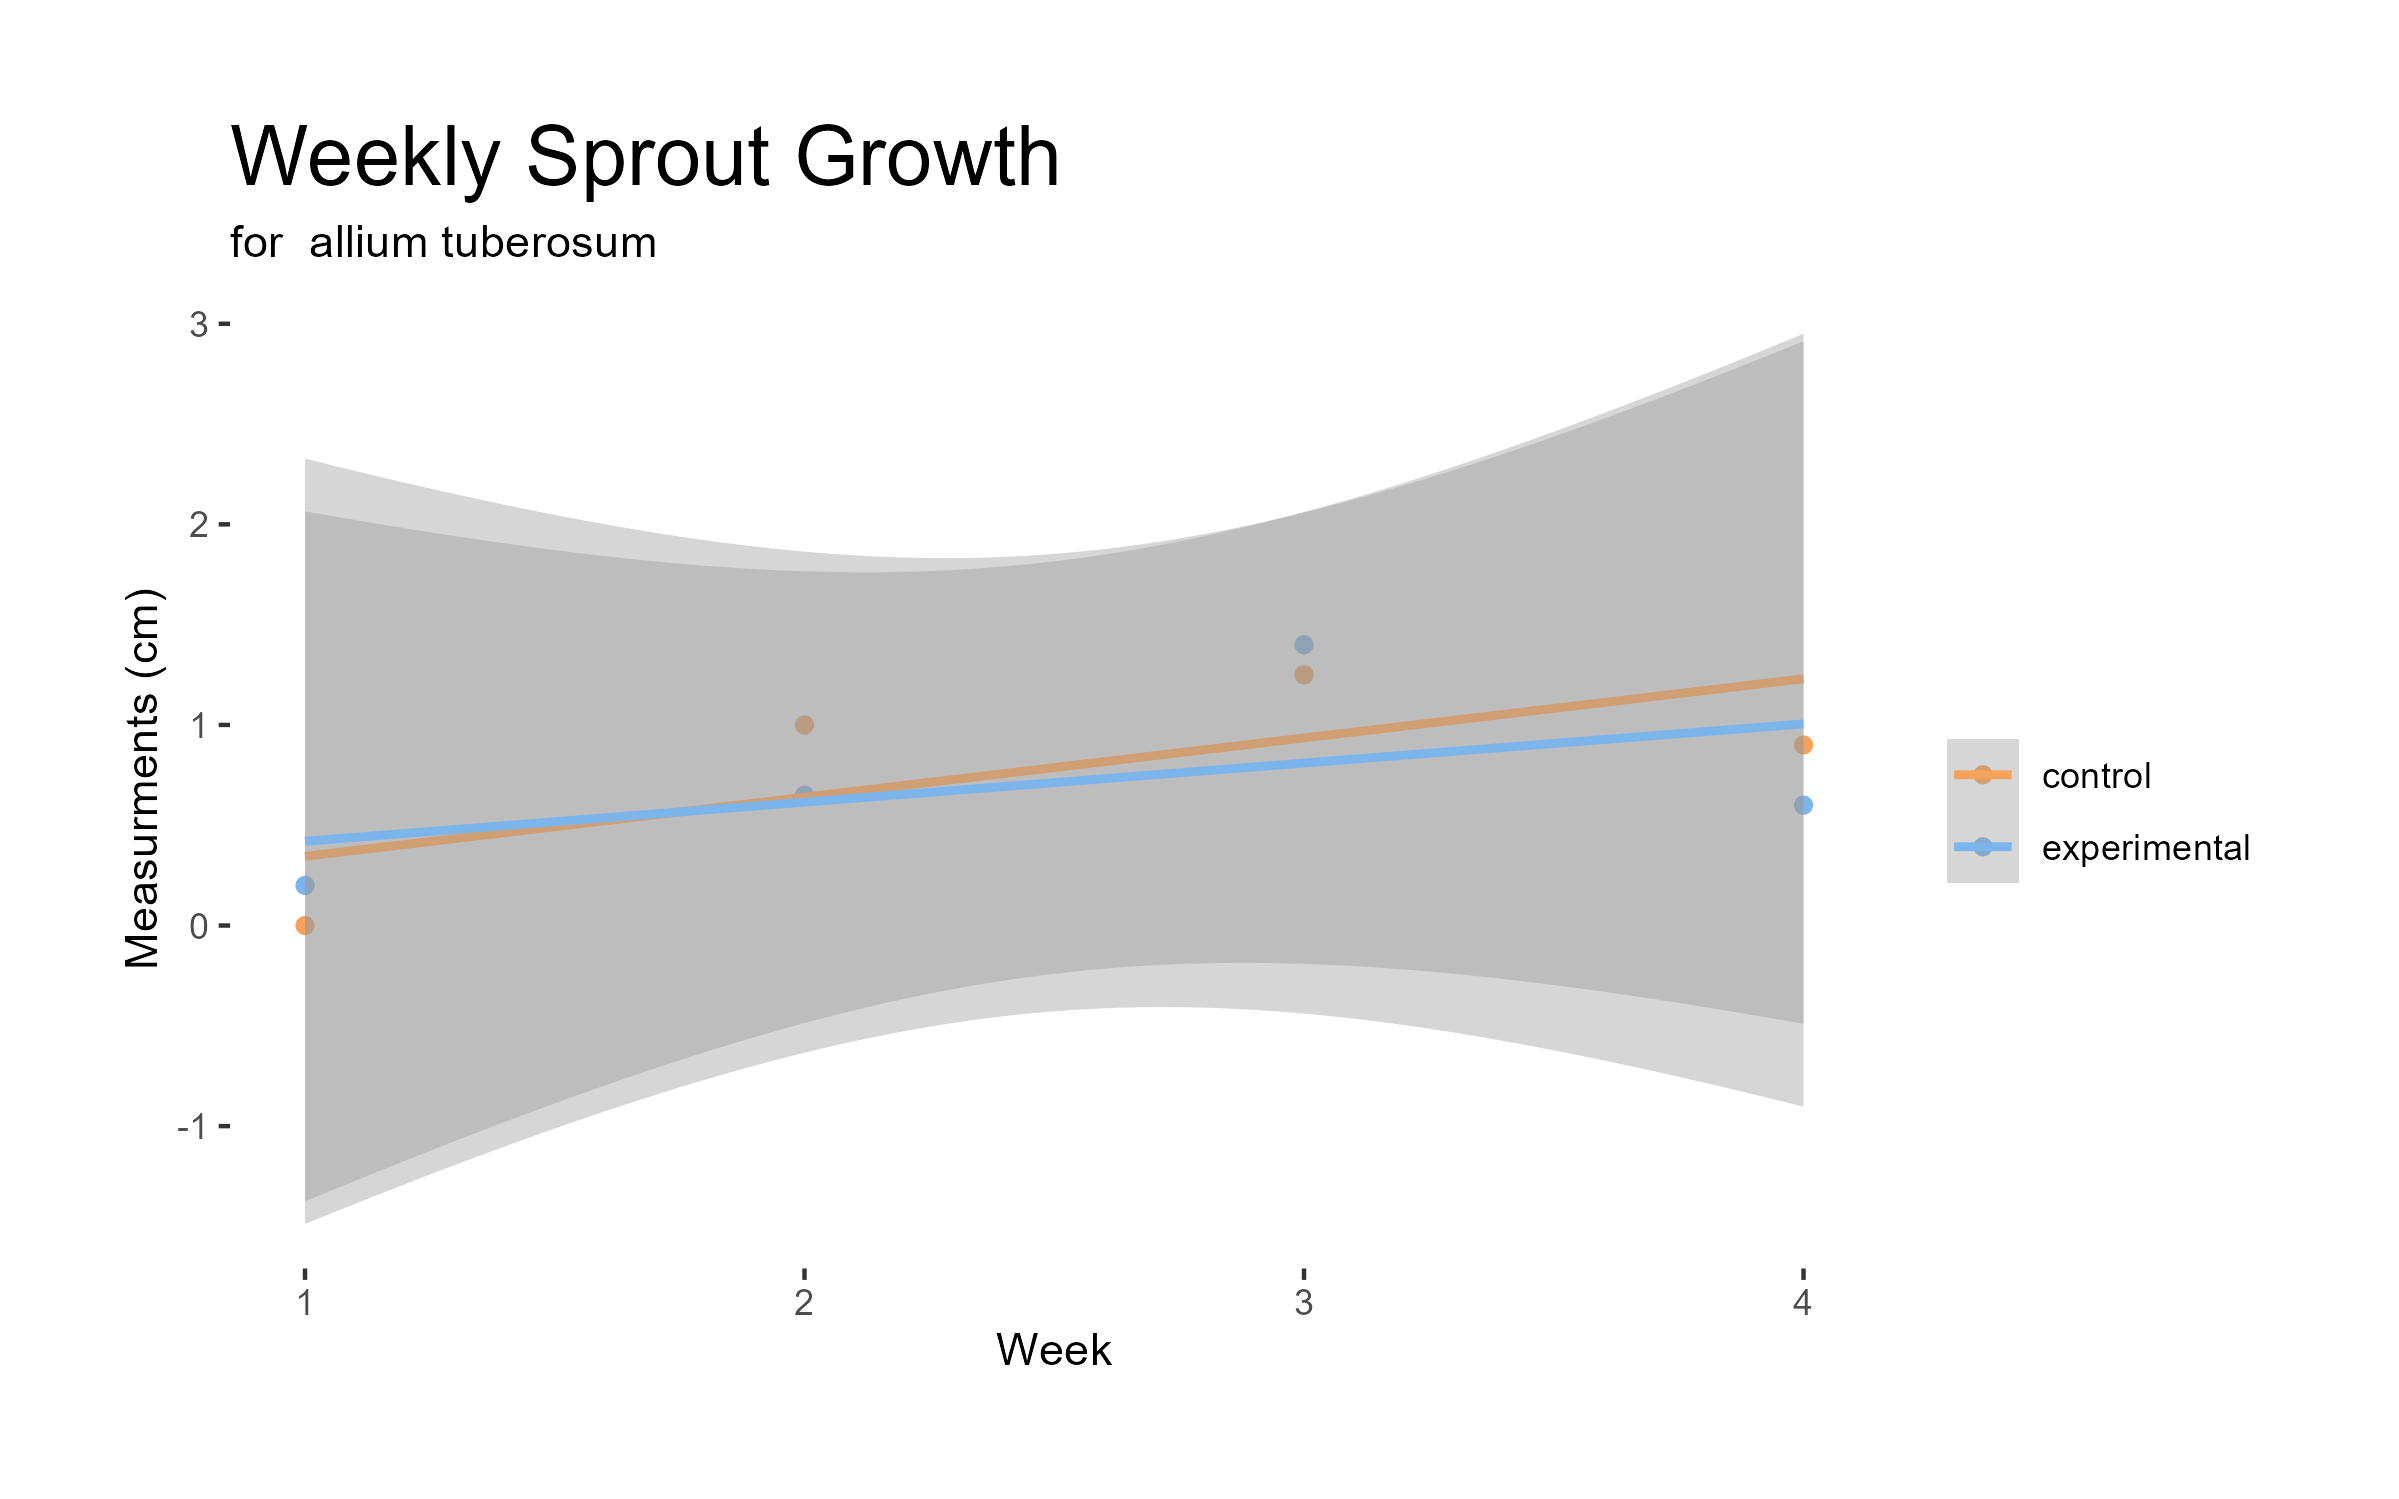 Weekly Sprout Growth
for  allium tuberosum
Measurments (cm)
3
2
1
0
-1
1 2 3 4
Week
control
experimental